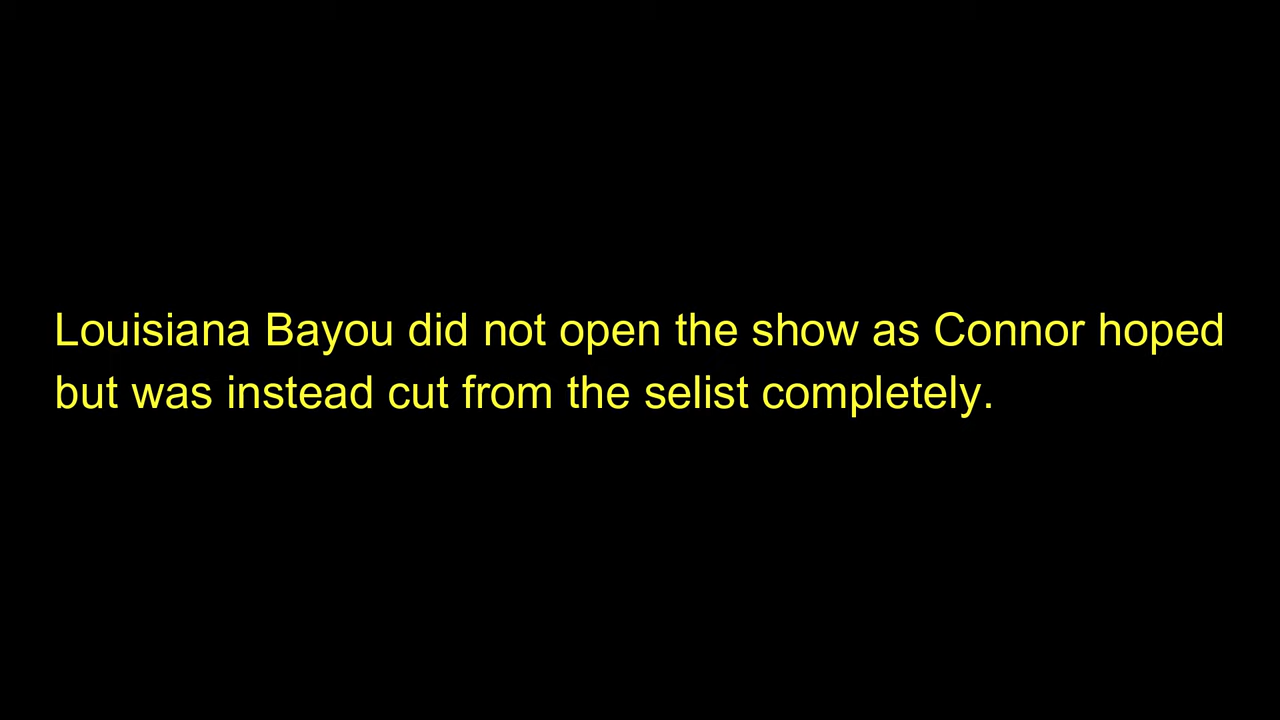 Louisiana Bayou did not open the show as Connor hoped
but was instead cut from the selist completely.